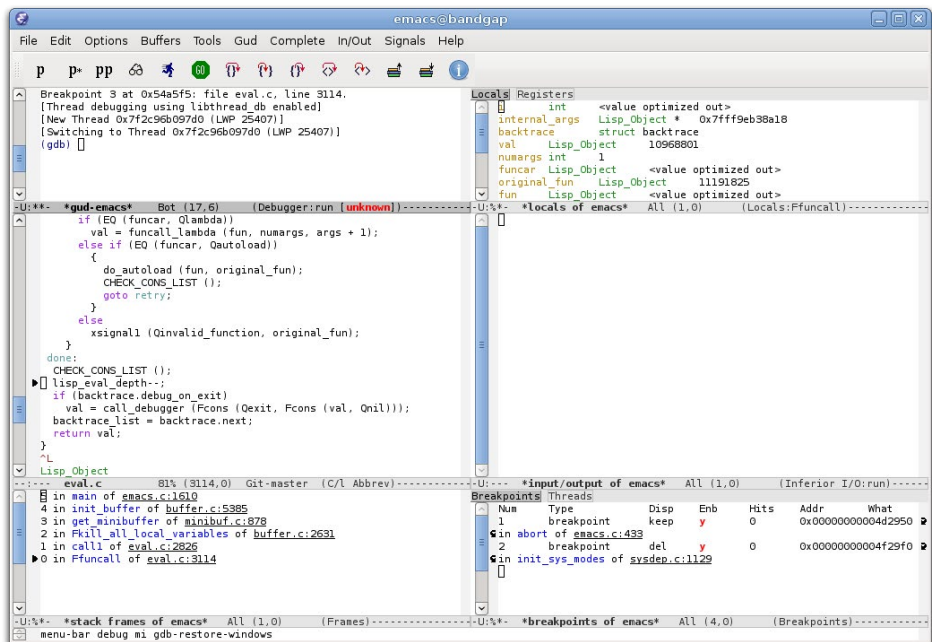 emacs@bandgap
File Edit Options Buffers Tools Gud Complete In/Out Signals Help
p p* pp GO
Breakpoint 3 at 0x54a5f5: file eval.c, line 3114.
[Thread debugging using libthread_db enabled]
[New Thread 0x7f2c96b097d0 (LWP 25407)]
[Switching to Thread 0x7f2c96b097d0 (LWP 25407)]
(gdb)
-U:**- *gud-emacs* Bot (17,6) (Debugger:run [unknown])-----------
Locals Registers
i int <value optimized out>
internal_args Lisp_Object * 0x7fff9eb38a18
backtrace struct backtrace
val Lisp_Object 10968801
numargs int 1
funcar Lisp_Object <value optimized out>
original_fun Lisp_Object 11191825
fun Lisp_Object <value optimized out>
-U:%*- *locals of emacs* All (1,0) (Locals:Ffuncall)-------------
if (EQ (funcar, Qlambda))
val = funcall_lambda (fun, numargs, args + 1);
else if (EQ (funcar, Qautoload))
{
do_autoload (fun, original_fun);
CHECK_CONS_LIST ();
goto retry;
}
else
xsignal1 (Qinvalid_function, original_fun);
}
done:
CHECK_CONS_LIST ();
lisp_eval_depth--;
if (backtrace.debug_on_exit)
val = call_debugger (Fcons (Qexit, Fcons (val, Qnil)));
backtrace_list = backtrace.next;
return val;
}
^L
Lisp_Object
--:--- eval.c 81% (3114,0) Git-master (C/l Abbrev)-----------
-U:--- *input/output of emacs* All (1,0) (Inferior I/O:run)------
5 in main of emacs.c:1610
4 in init_buffer of buffer.c:5385
3 in get_minibuffer of minibuf.c:878
2 in Fkill_all_local_variables of buffer.c:2631
1 in call1 of eval.c:2826
0 in Ffuncall of eval.c:3114
-U:%*- *stack frames of emacs* All (1,0) (Frames)-----------------
Breakpoints Threads
Num Type Disp Enb Hits Addr What
1 breakpoint keep y 0 0x00000000004d2950
in abort of emacs.c:433
2 breakpoint del y 0 0x00000000004f29f0
in init_sys_modes of sysdep.c:1129
-U:%*- *breakpoints of emacs* All (4,0) (Breakpoints)-----------
menu-bar debug mi gdb-restore-windows